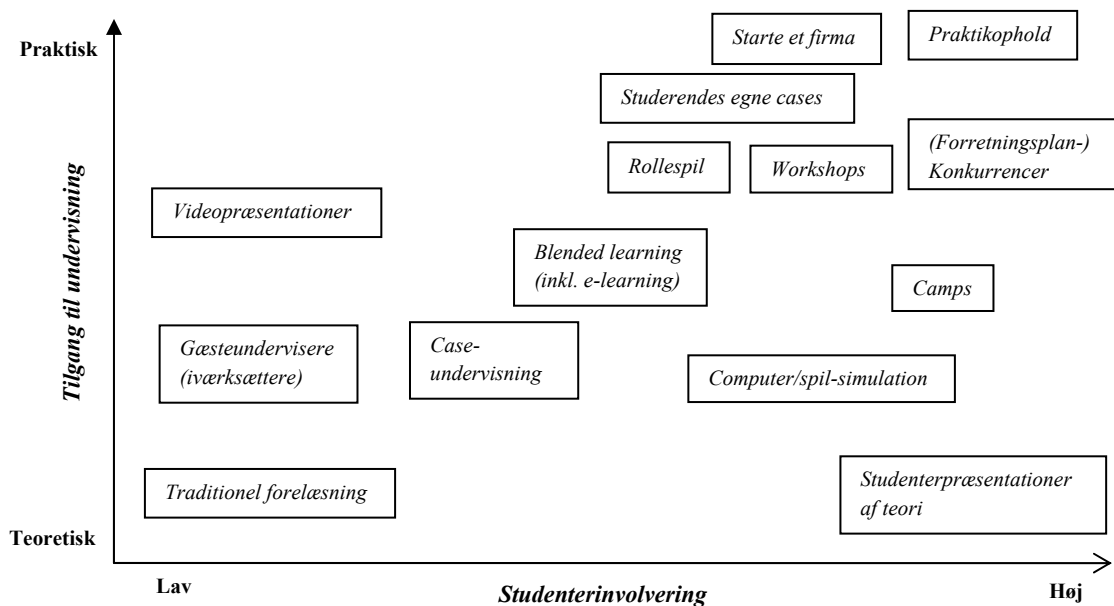 Praktisk
Starte et firma
Praktikophold
Studerendes egne cases
(Forretningsplan-)
Konkurrencer
Rollespil
Workshops
Videopræsentationer
Blended learning
(inkl. e-learning)
Camps
Tilgang til undervisning
Gæsteundervisere
(iværksættere)
Case-
undervisning
Computer/spil-simulation
Traditionel forelæsning
Studenterpræsentationer
af teori
Teoretisk
Lav
Studenterinvolvering
Høj